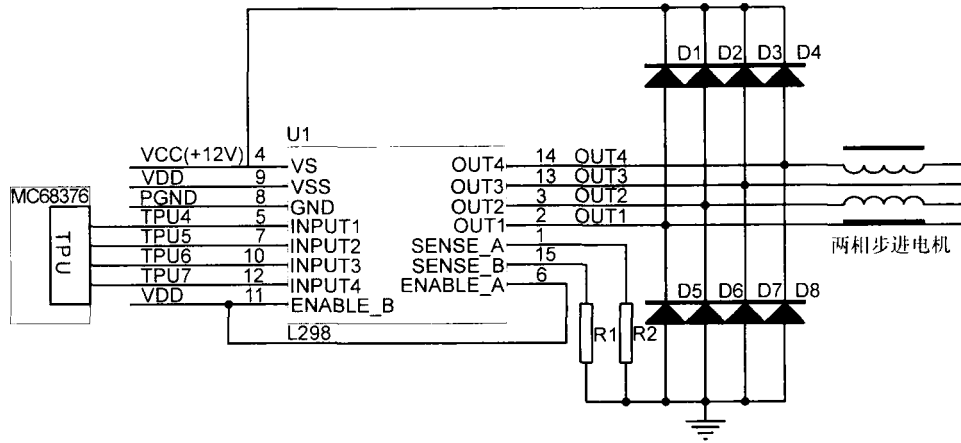 D1 D2 D3 D4
U1
VCC(+12V) 4 VS OUT4 14 OUT4
VDD 9 VSS OUT3 13 OUT3
MC68376 PGND 8 GND OUT2 3 OUT2
TPU4 5 INPUT1 OUT1 2 OUT1
TPU TPU5 7 INPUT2 SENSE_A 1 两相步进电机
TPU6 10 INPUT3 SENSE_B 15
TPU7 12 INPUT4 ENABLE_A 6
VDD 11 ENABLE_B D5 D6 D7 D8
L298 R1 R2